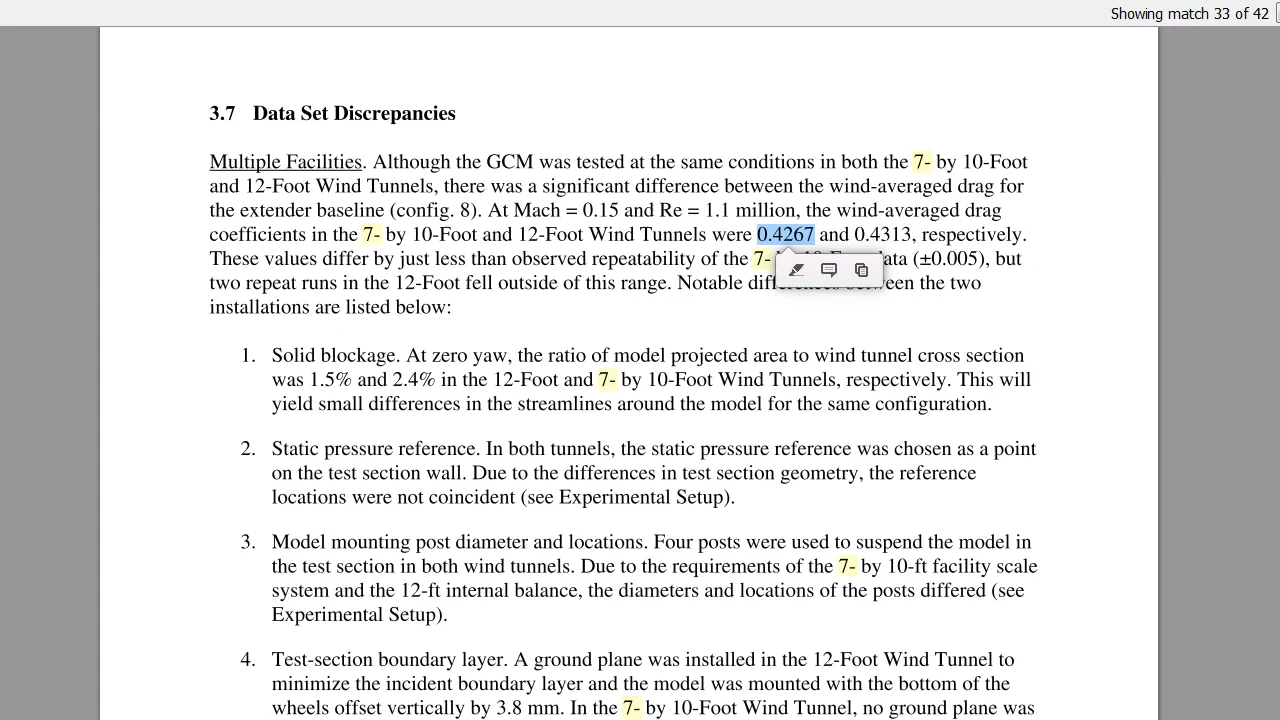 Showing match 33 of 42
3.7 Data Set Discrepancies
Multiple Facilities. Although the GCM was tested at the same conditions in both the 7- by 10-Foot
and 12-Foot Wind Tunnels, there was a significant difference between the wind-averaged drag for
the extender baseline (config. 8). At Mach = 0.15 and Re = 1.1 million, the wind-averaged drag
coefficients in the 7- by 10-Foot and 12-Foot Wind Tunnels were 0.4267 and 0.4313, respectively.
These values differ by just less than observed repeatability of the 7- (±0.005), but
two repeat runs in the 12-Foot fell outside of this range. Notable between the two
installations are listed below:
1. Solid blockage. At zero yaw, the ratio of model projected area to wind tunnel cross section
was 1.5% and 2.4% in the 12-Foot and 7- by 10-Foot Wind Tunnels, respectively. This will
yield small differences in the streamlines around the model for the same configuration.
2. Static pressure reference. In both tunnels, the static pressure reference was chosen as a point
on the test section wall. Due to the differences in test section geometry, the reference
locations were not coincident (see Experimental Setup).
3. Model mounting post diameter and locations. Four posts were used to suspend the model in
the test section in both wind tunnels. Due to the requirements of the 7- by 10-ft facility scale
system and the 12-ft internal balance, the diameters and locations of the posts differed (see
Experimental Setup).
4. Test-section boundary layer. A ground plane was installed in the 12-Foot Wind Tunnel to
minimize the incident boundary layer and the model was mounted with the bottom of the
wheels offset vertically by 3.8 mm. In the 7- by 10-Foot Wind Tunnel, no ground plane was